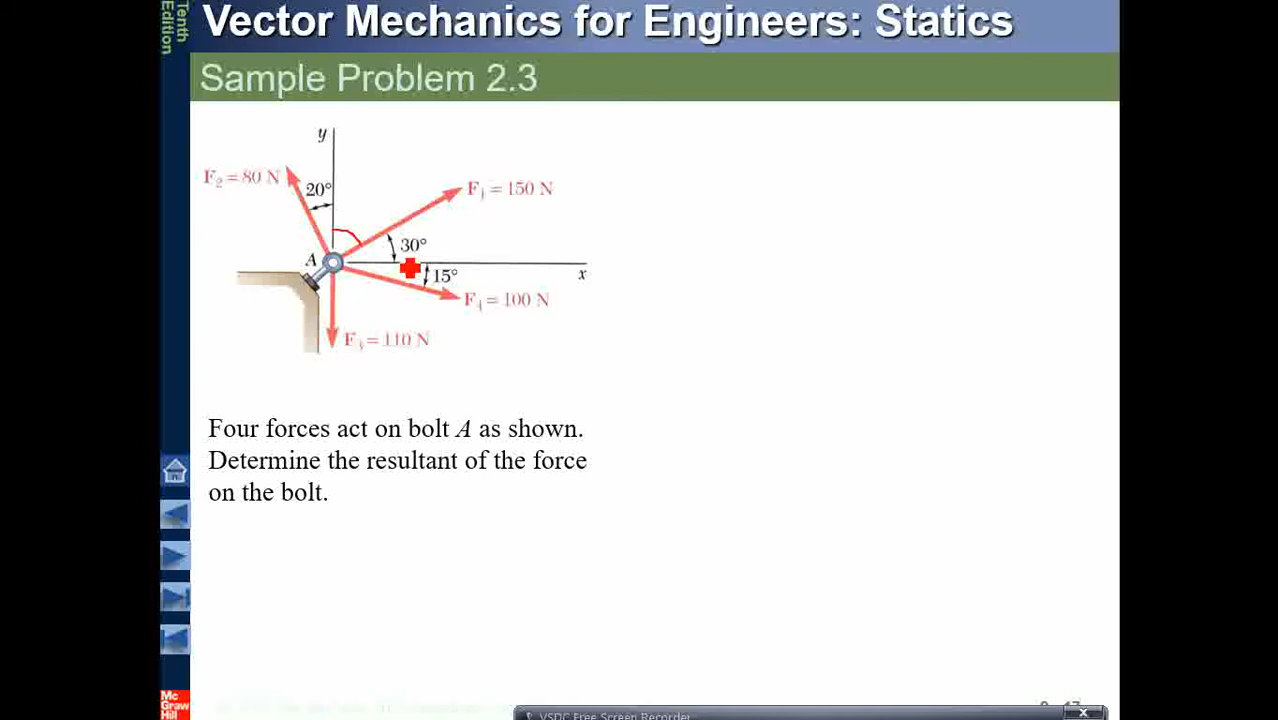 Tenth
Edition
Vector Mechanics for Engineers: Statics
Sample Problem 2.3
y
F2 = 80 N
20°
F1 = 150 N
A
30°
x
15°
F4 = 100 N
F3 = 110 N
Four forces act on bolt A as shown.
Determine the resultant of the force
on the bolt.
Mc
Graw
Hill
VSDC Free Screen Recorder